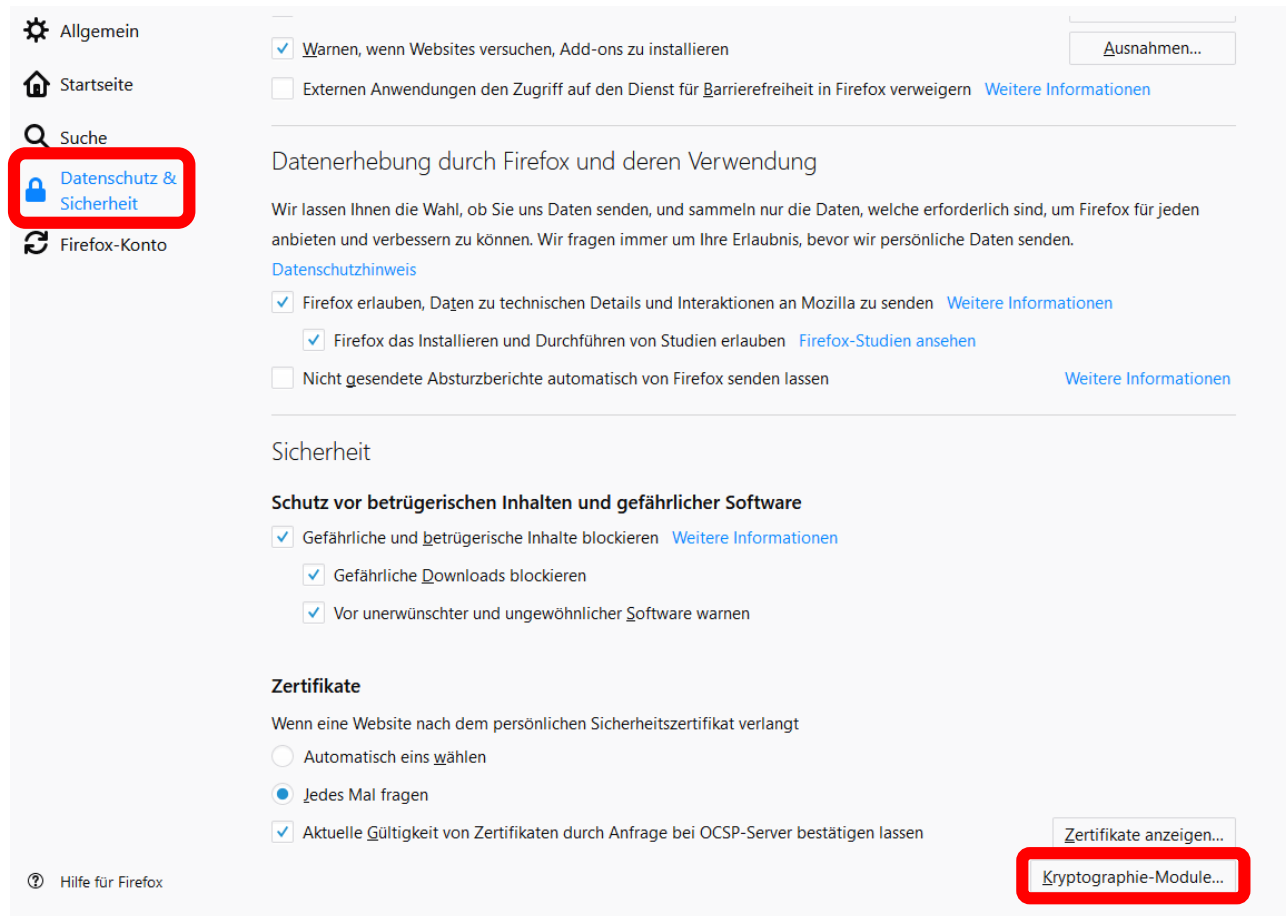 Allgemein
Startseite
Suche
Datenschutz &
Sicherheit
Firefox-Konto
Hilfe für Firefox
Warnen, wenn Websites versuchen, Add-ons zu installieren
Ausnahmen...
Externen Anwendungen den Zugriff auf den Dienst für Barrierefreiheit in Firefox verweigern Weitere Informationen
Datenerhebung durch Firefox und deren Verwendung
Wir lassen Ihnen die Wahl, ob Sie uns Daten senden, und sammeln nur die Daten, welche erforderlich sind, um Firefox für jeden
anbieten und verbessern zu können. Wir fragen immer um Ihre Erlaubnis, bevor wir persönliche Daten senden.
Datenschutzhinweis
Firefox erlauben, Daten zu technischen Details und Interaktionen an Mozilla zu senden Weitere Informationen
Firefox das Installieren und Durchführen von Studien erlauben Firefox-Studien ansehen
Nicht gesendete Absturzberichte automatisch von Firefox senden lassen Weitere Informationen
Sicherheit
Schutz vor betrügerischen Inhalten und gefährlicher Software
Gefährliche und betrügerische Inhalte blockieren Weitere Informationen
Gefährliche Downloads blockieren
Vor unerwünschter und ungewöhnlicher Software warnen
Zertifikate
Wenn eine Website nach dem persönlichen Sicherheitszertifikat verlangt
Automatisch eins wählen
Jedes Mal fragen
Aktuelle Gültigkeit von Zertifikaten durch Anfrage bei OCSP-Server bestätigen lassen
Zertifikate anzeigen...
Kryptographie-Module...